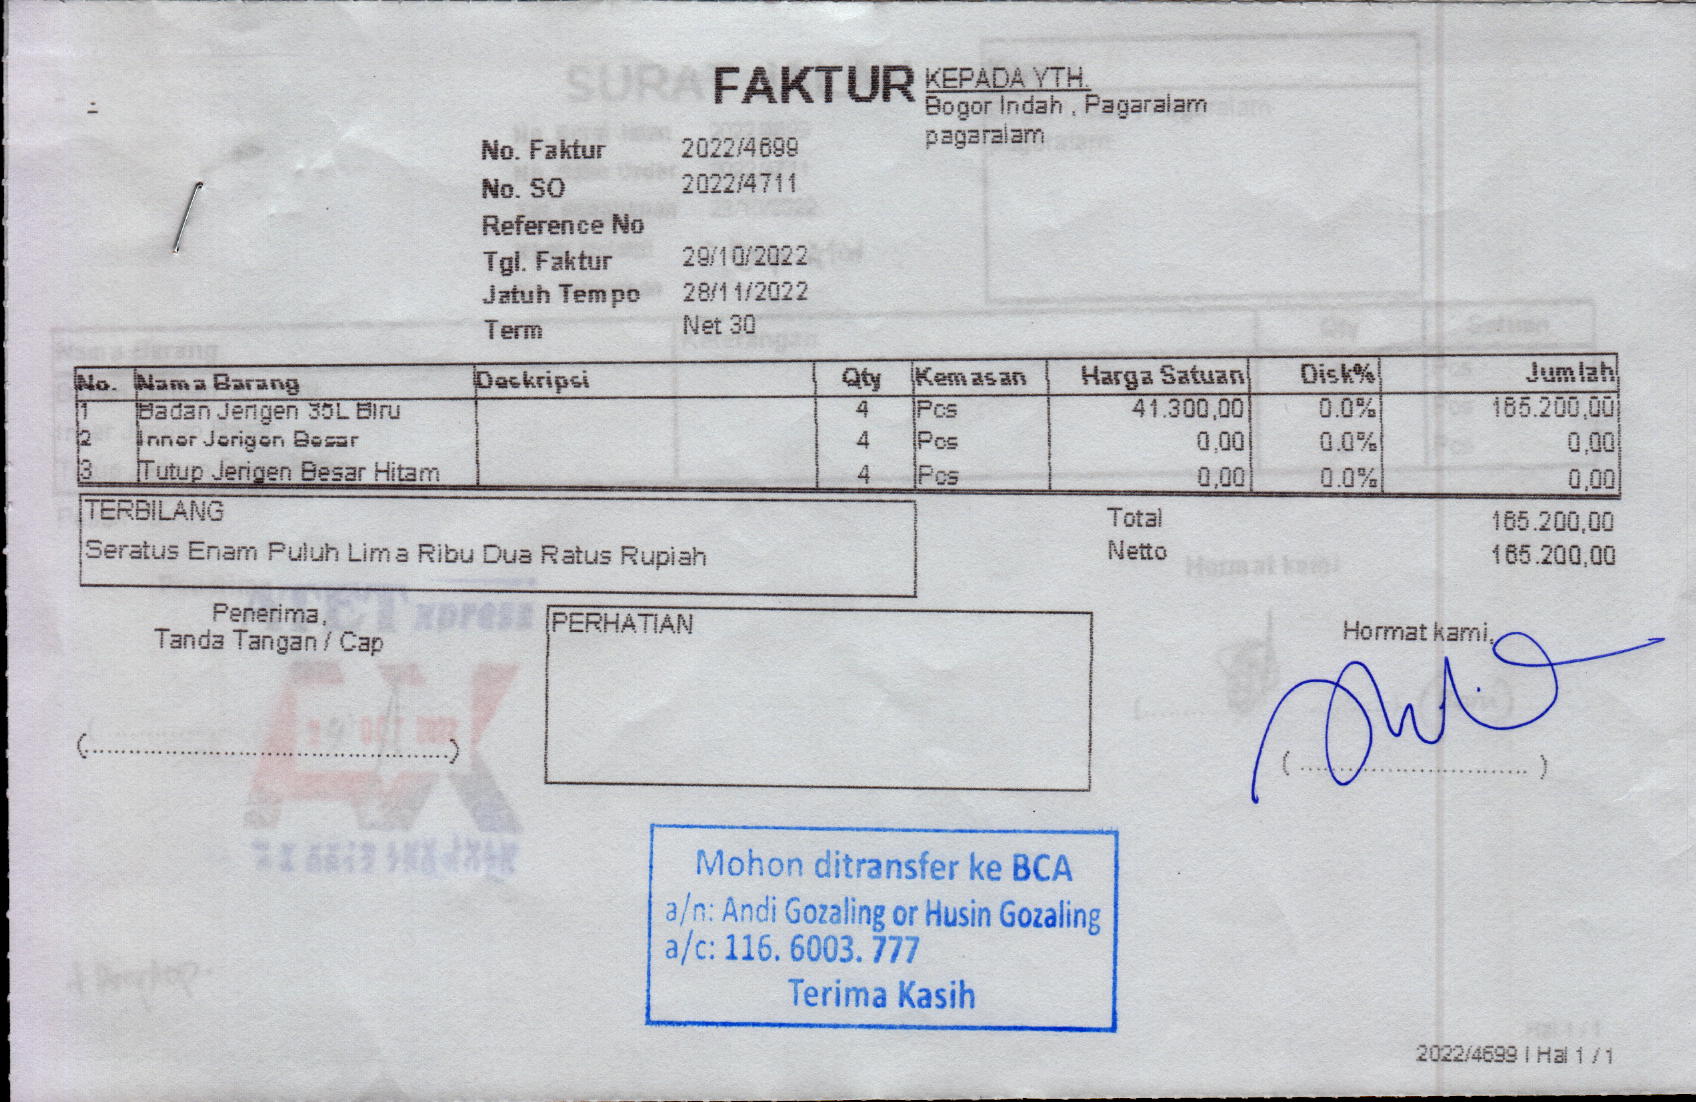 FAKTUR
KEPADA YTH.
Bogor Indah , Pagaralam
pagaralam
No. Faktur 2022/4699
No. SO 2022/4711
Reference No
Tgl. Faktur 29/10/2022
Jatuh Tempo 28/11/2022
Term Net 30
No. Nama Barang Deskripsi Qty Kemasan Harga Satuan Disk% Jumlah
1 Badan Jerigen 35L Biru 4 Pcs 41.300,00 0.0% 165.200,00
2 Inner Jerigen Besar 4 Pcs 0,00 0.0% 0,00
3 Tutup Jerigen Besar Hitam 4 Pcs 0,00 0.0% 0,00
TERBILANG
Seratus Enam Puluh Lima Ribu Dua Ratus Rupiah
Total 165.200,00
Netto 165.200,00
Penerima,
Tanda Tangan / Cap
(..............................................)
PERHATIAN
Hormat kami,
( ............................. )
Mohon ditransfer ke BCA
a/n: Andi Gozaling or Husin Gozaling
a/c: 116. 6003. 777
Terima Kasih
2022/4699 | Hal 1 / 1